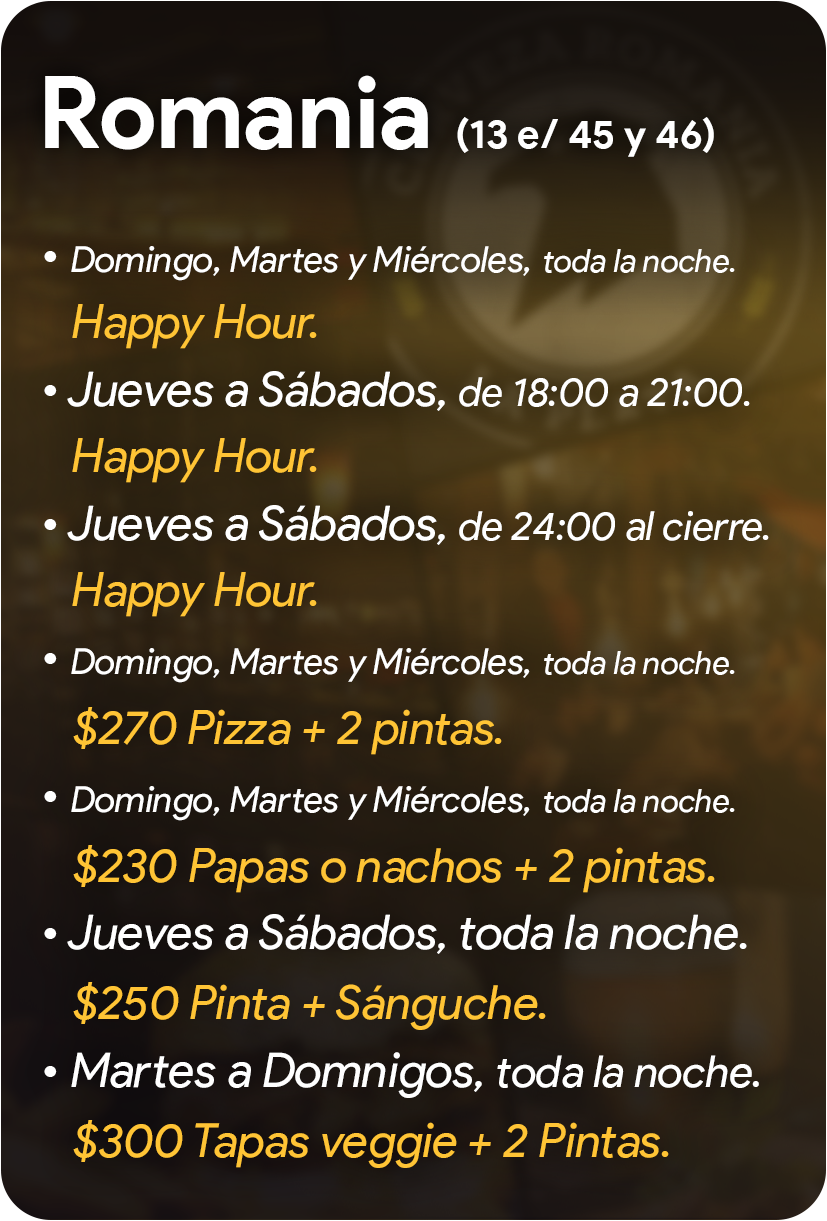 Romania (13 e/ 45 y 46)
• Domingo, Martes y Miércoles, toda la noche.
Happy Hour.
• Jueves a Sábados, de 18:00 a 21:00.
Happy Hour.
• Jueves a Sábados, de 24:00 al cierre.
Happy Hour.
• Domingo, Martes y Miércoles, toda la noche.
$270 Pizza + 2 pintas.
• Domingo, Martes y Miércoles, toda la noche.
$230 Papas o nachos + 2 pintas.
• Jueves a Sábados, toda la noche.
$250 Pinta + Sánguche.
• Martes a Domnigos, toda la noche.
$300 Tapas veggie + 2 Pintas.